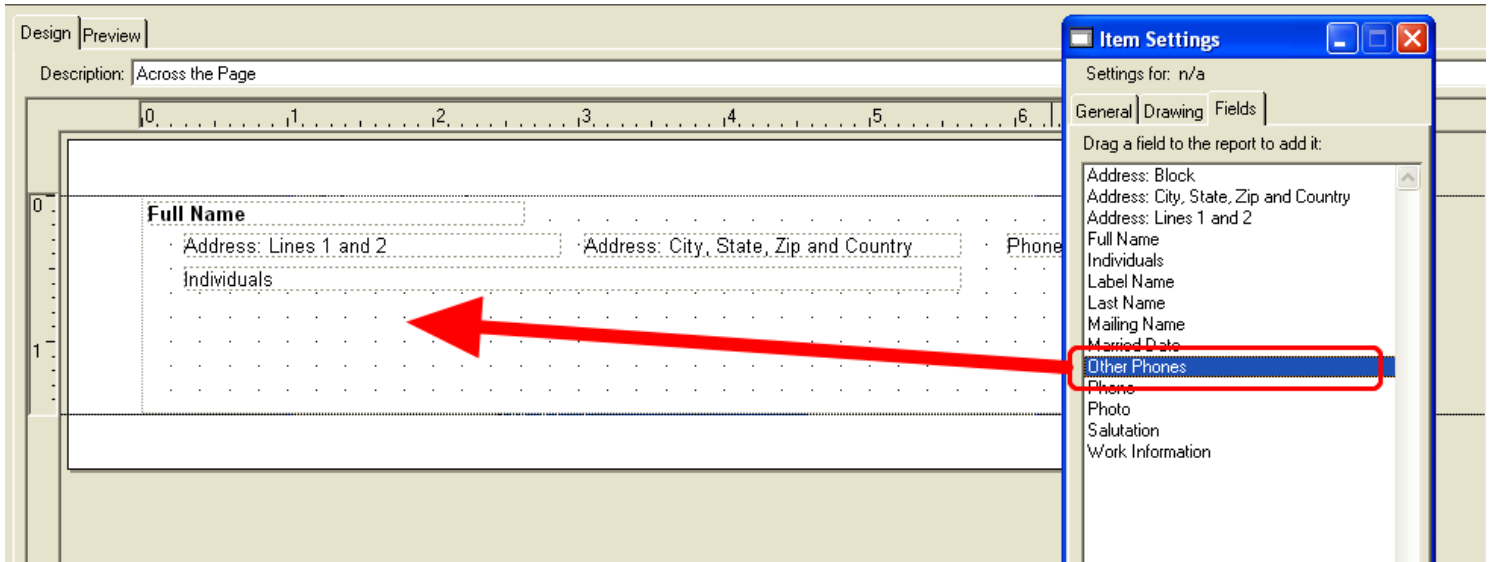 Design Preview
Description: Across the Page
0 1 2 3 4 5 6
0
Full Name
Address: Lines 1 and 2 Address: City, State, Zip and Country Phone
Individuals
1
Item Settings
Settings for: n/a
General Drawing Fields
Drag a field to the report to add it:
Address: Block
Address: City, State, Zip and Country
Address: Lines 1 and 2
Full Name
Individuals
Label Name
Last Name
Mailing Name
Married Date
Other Phones
Phone
Photo
Salutation
Work Information